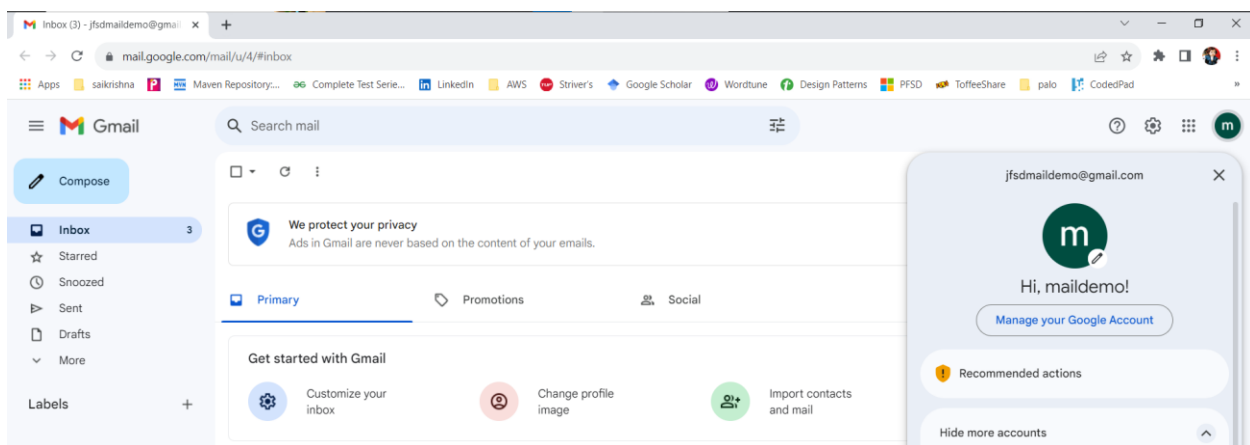 Inbox (3) - jfsdmaildemo@gmail
mail.google.com/mail/u/4/#inbox
Apps saikrishna Maven Repository:... Complete Test Serie... LinkedIn AWS Striver's Google Scholar Wordtune Design Patterns PFSD ToffeeShare palo CodedPad »
Gmail
Search mail
m
Compose
Inbox 3
Starred
Snoozed
Sent
Drafts
More
Labels +
We protect your privacy
Ads in Gmail are never based on the content of your emails.
Primary Promotions Social
Get started with Gmail
Customize your
inbox
Change profile
image
Import contacts
and mail
jfsdmaildemo@gmail.com
m
Hi, maildemo!
Manage your Google Account
Recommended actions
Hide more accounts